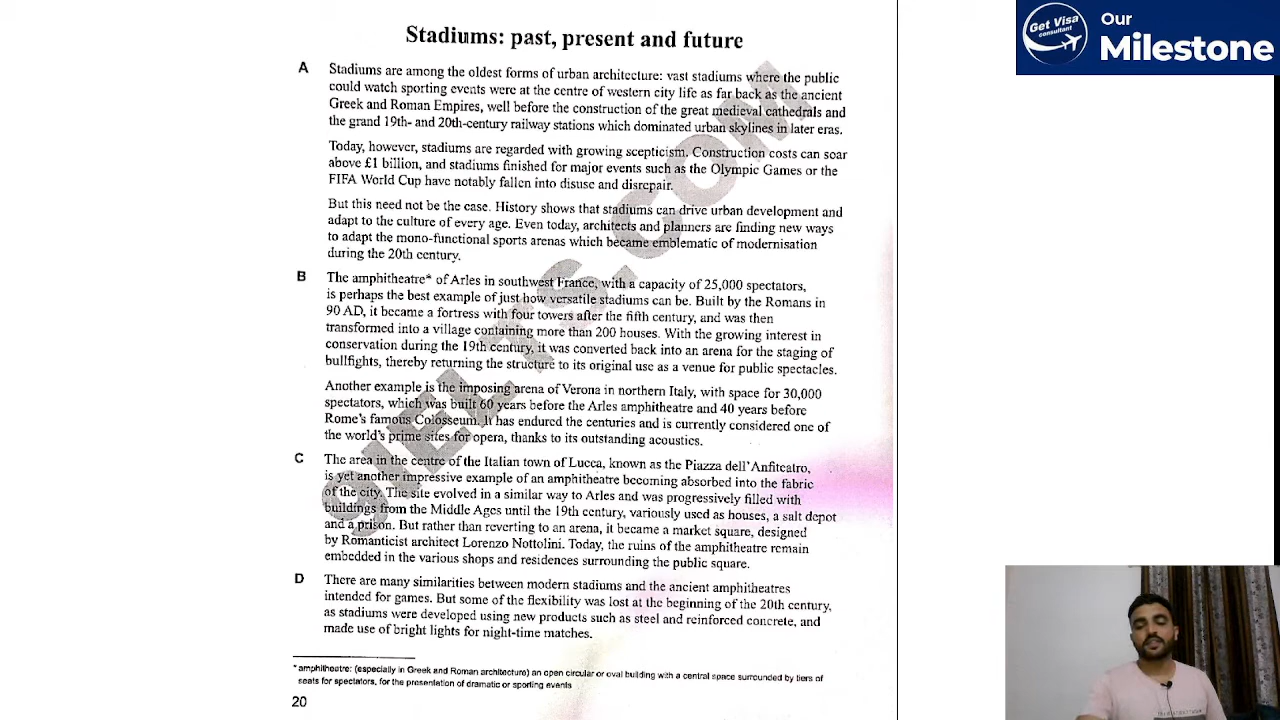 Stadiums: past, present and future
A
Stadiums are among the oldest forms of urban architecture: vast stadiums where the public
could watch sporting events were at the centre of western city life as far back as the ancient
Greek and Roman Empires, well before the construction of the great medieval cathedrals and
the grand 19th- and 20th-century railway stations which dominated urban skylines in later eras.
Today, however, stadiums are regarded with growing scepticism. Construction costs can soar
above £1 billion, and stadiums finished for major events such as the Olympic Games or the
FIFA World Cup have notably fallen into disuse and disrepair.
But this need not be the case. History shows that stadiums can drive urban development and
adapt to the culture of every age. Even today, architects and planners are finding new ways
to adapt the mono-functional sports arenas which became emblematic of modernisation
during the 20th century.
B
The amphitheatre* of Arles in southwest France, with a capacity of 25,000 spectators,
is perhaps the best example of just how versatile stadiums can be. Built by the Romans in
90 AD, it became a fortress with four towers after the fifth century, and was then
transformed into a village containing more than 200 houses. With the growing interest in
conservation during the 19th century, it was converted back into an arena for the staging of
bullfights, thereby returning the structure to its original use as a venue for public spectacles.
Another example is the imposing arena of Verona in northern Italy, with space for 30,000
spectators, which was built 60 years before the Arles amphitheatre and 40 years before
Rome's famous Colosseum. It has endured the centuries and is currently considered one of
the world's prime sites for opera, thanks to its outstanding acoustics.
C
The area in the centre of the Italian town of Lucca, known as the Piazza dell'Anfiteatro,
is yet another impressive example of an amphitheatre becoming absorbed into the fabric
of the city. The site evolved in a similar way to Arles and was progressively filled with
buildings from the Middle Ages until the 19th century, variously used as houses, a salt depot
and a prison. But rather than reverting to an arena, it became a market square, designed
by Romanticist architect Lorenzo Nottolini. Today, the ruins of the amphitheatre remain
embedded in the various shops and residences surrounding the public square.
D
There are many similarities between modern stadiums and the ancient amphitheatres
intended for games. But some of the flexibility was lost at the beginning of the 20th century,
as stadiums were developed using new products such as steel and reinforced concrete, and
made use of bright lights for night-time matches.
* amphitheatre: (especially in Greek and Roman architecture) an open circular or oval building with a central space surrounded by tiers of
seats for spectators, for the presentation of dramatic or sporting events
20
9IELTS.COM
Get Visa
consultant
Our
Milestone